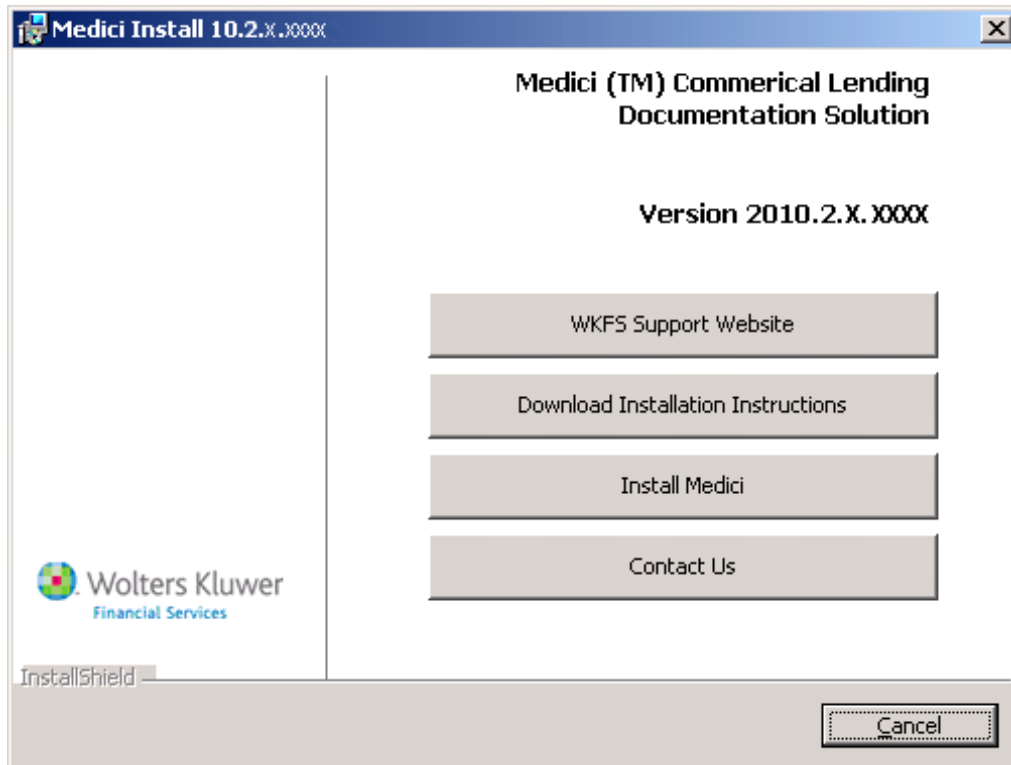 Medici Install 10.2.X.XXXX
Medici (TM) Commerical Lending
Documentation Solution
Version 2010.2.X.XXXX
WKFS Support Website
Download Installation Instructions
Install Medici
Contact Us
Wolters Kluwer
Financial Services
InstallShield
Cancel